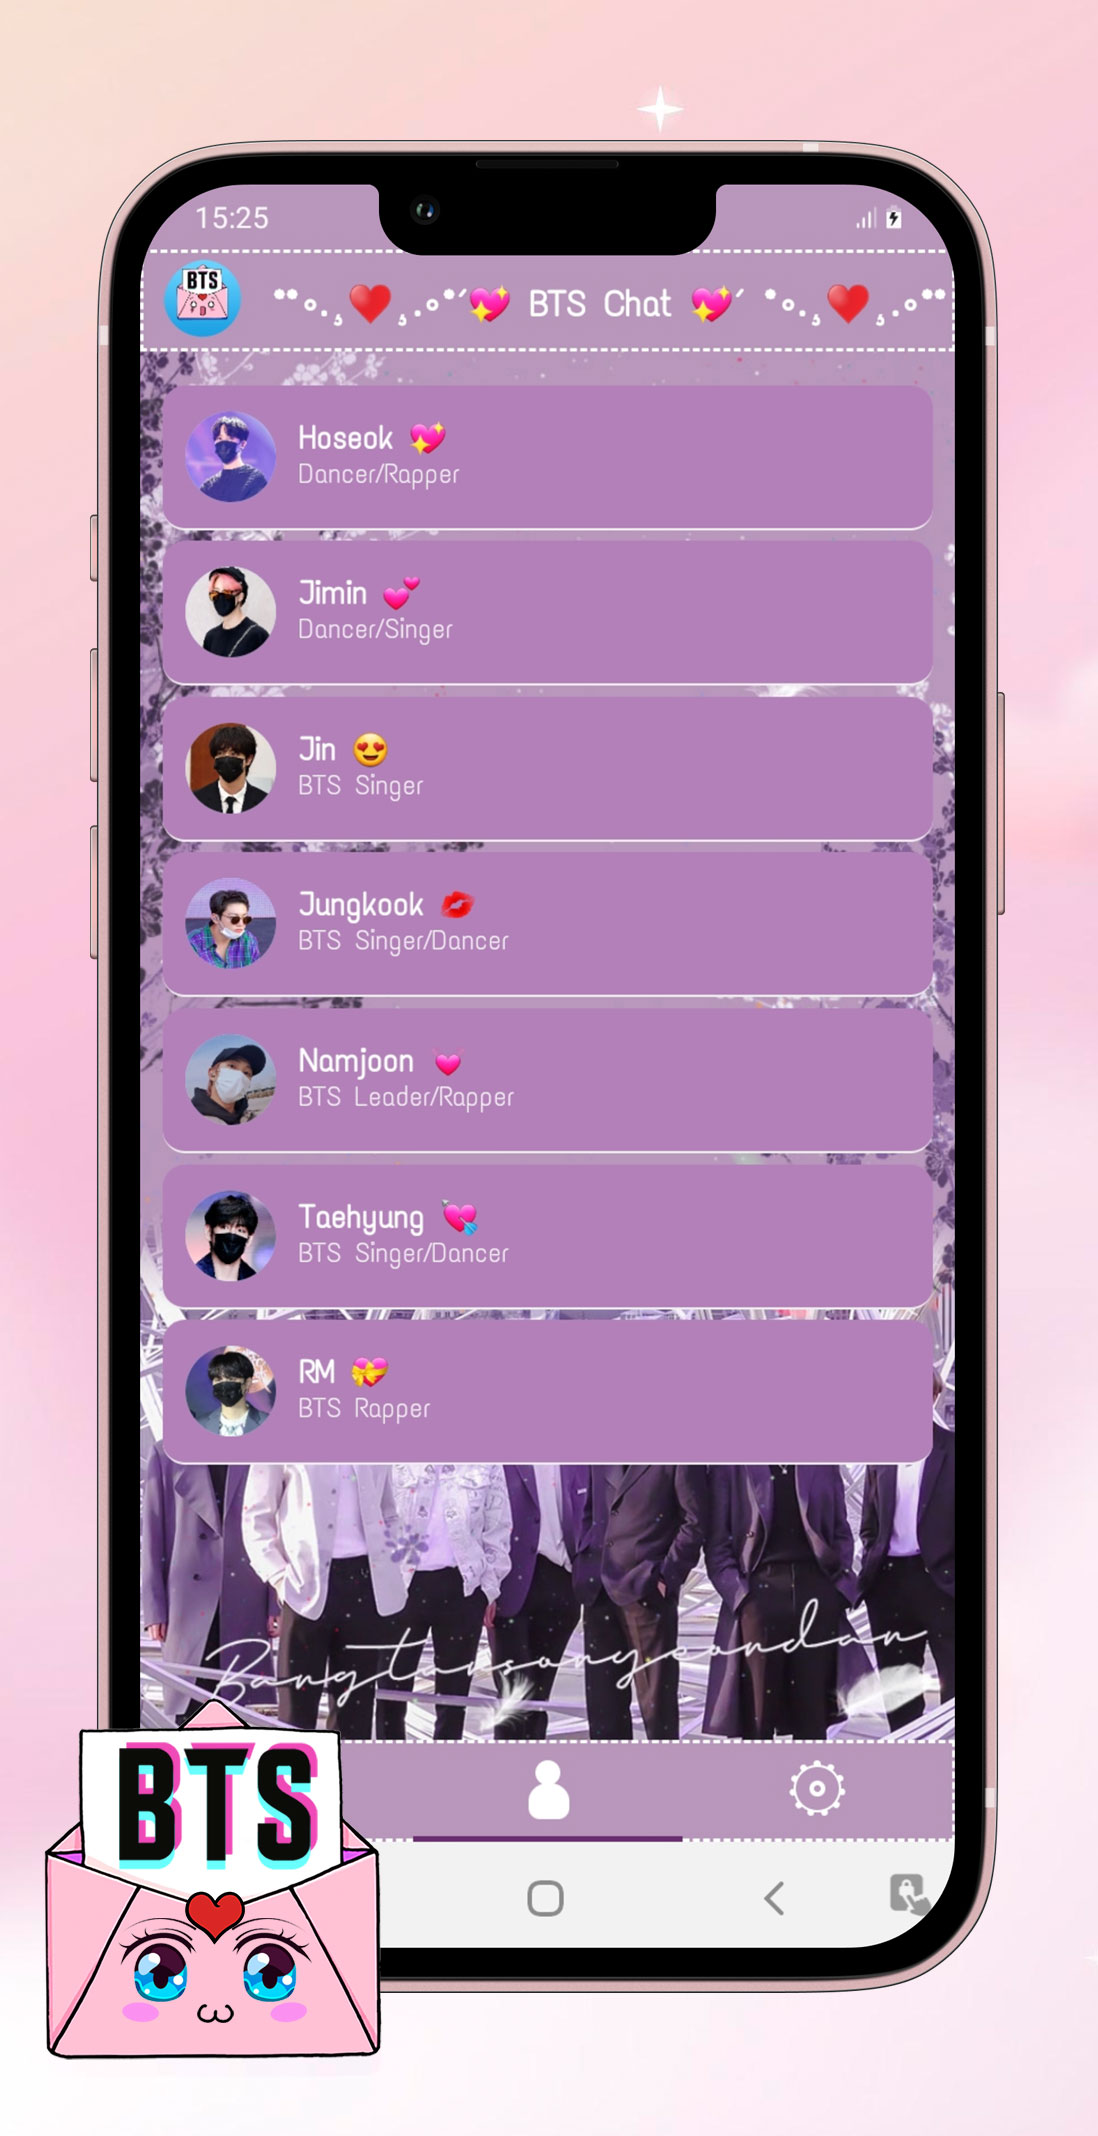 15:25
BTS
BTS Chat
Hoseok
Dancer/Rapper
Jimin
Dancer/Singer
Jin
BTS Singer
Jungkook
BTS Singer/Dancer
Namjoon
BTS Leader/Rapper
Taehyung
BTS Singer/Dancer
RM
BTS Rapper
Bangtansonyeondan
BTS